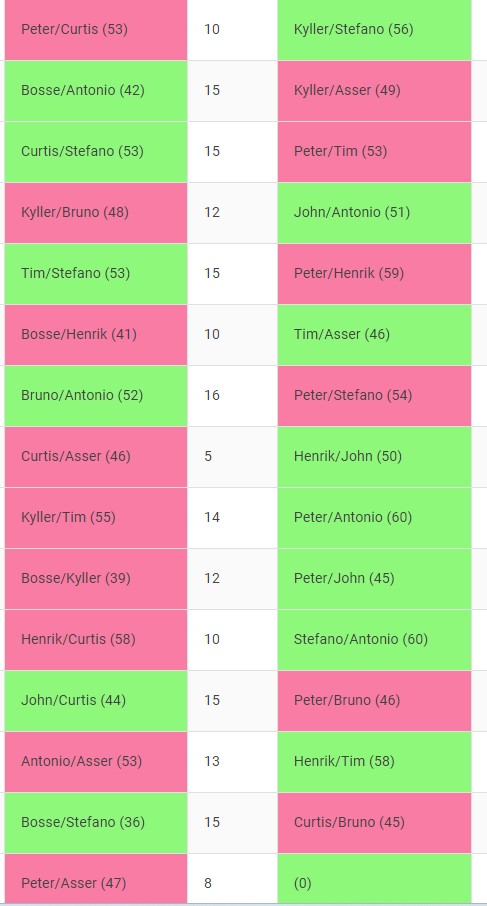 Peter/Curtis (53) 10 Kyller/Stefano (56)
Bosse/Antonio (42) 15 Kyller/Asser (49)
Curtis/Stefano (53) 15 Peter/Tim (53)
Kyller/Bruno (48) 12 John/Antonio (51)
Tim/Stefano (53) 15 Peter/Henrik (59)
Bosse/Henrik (41) 10 Tim/Asser (46)
Bruno/Antonio (52) 16 Peter/Stefano (54)
Curtis/Asser (46) 5 Henrik/John (50)
Kyller/Tim (55) 14 Peter/Antonio (60)
Bosse/Kyller (39) 12 Peter/John (45)
Henrik/Curtis (58) 10 Stefano/Antonio (60)
John/Curtis (44) 15 Peter/Bruno (46)
Antonio/Asser (53) 13 Henrik/Tim (58)
Bosse/Stefano (36) 15 Curtis/Bruno (45)
Peter/Asser (47) 8 (0)